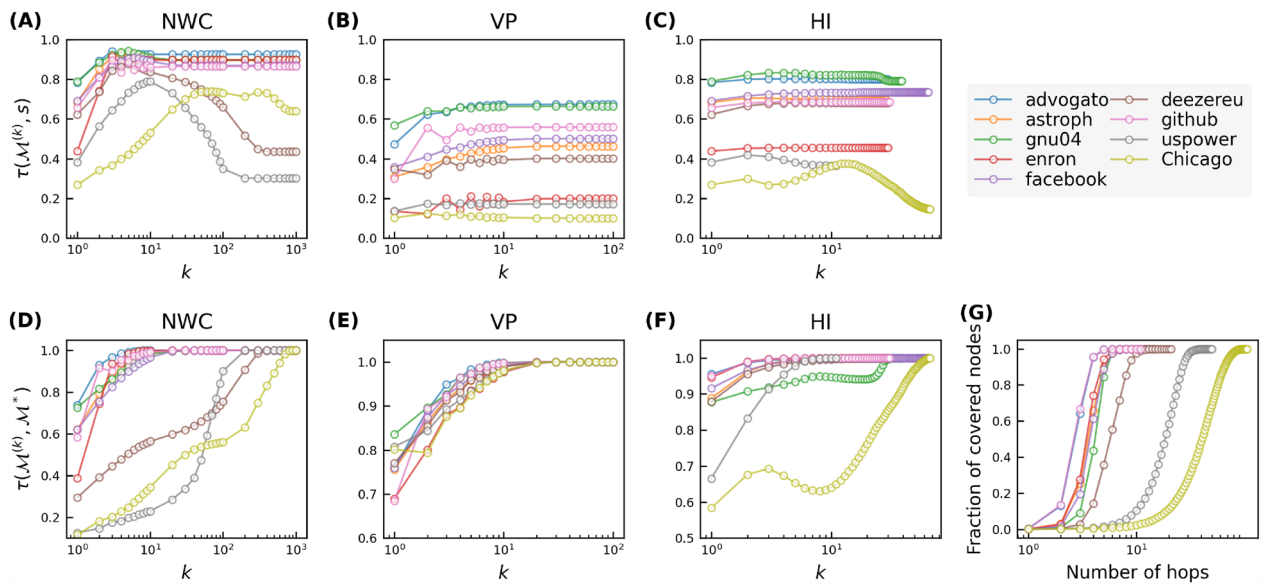 (A) NWC
(B) VP
(C) HI
τ(M^(k), s)
1.0
0.8
0.6
0.4
0.2
0.0
10^0 10^1 10^2 10^3
k
1.0
0.8
0.6
0.4
0.2
0.0
10^0 10^1 10^2
k
1.0
0.8
0.6
0.4
0.2
0.0
10^0 10^1
k
advogato deezereu
astroph github
gnu04 uspower
enron Chicago
facebook
(D) NWC
(E) VP
(F) HI
(G)
τ(M^(k), M^*)
1.0
0.8
0.6
0.4
0.2
10^0 10^1 10^2 10^3
k
1.0
0.9
0.8
0.7
0.6
10^0 10^1 10^2
k
1.0
0.9
0.8
0.7
0.6
0.5
10^0 10^1
k
Fraction of covered nodes
1.0
0.8
0.6
0.4
0.2
0.0
10^0 10^1
Number of hops